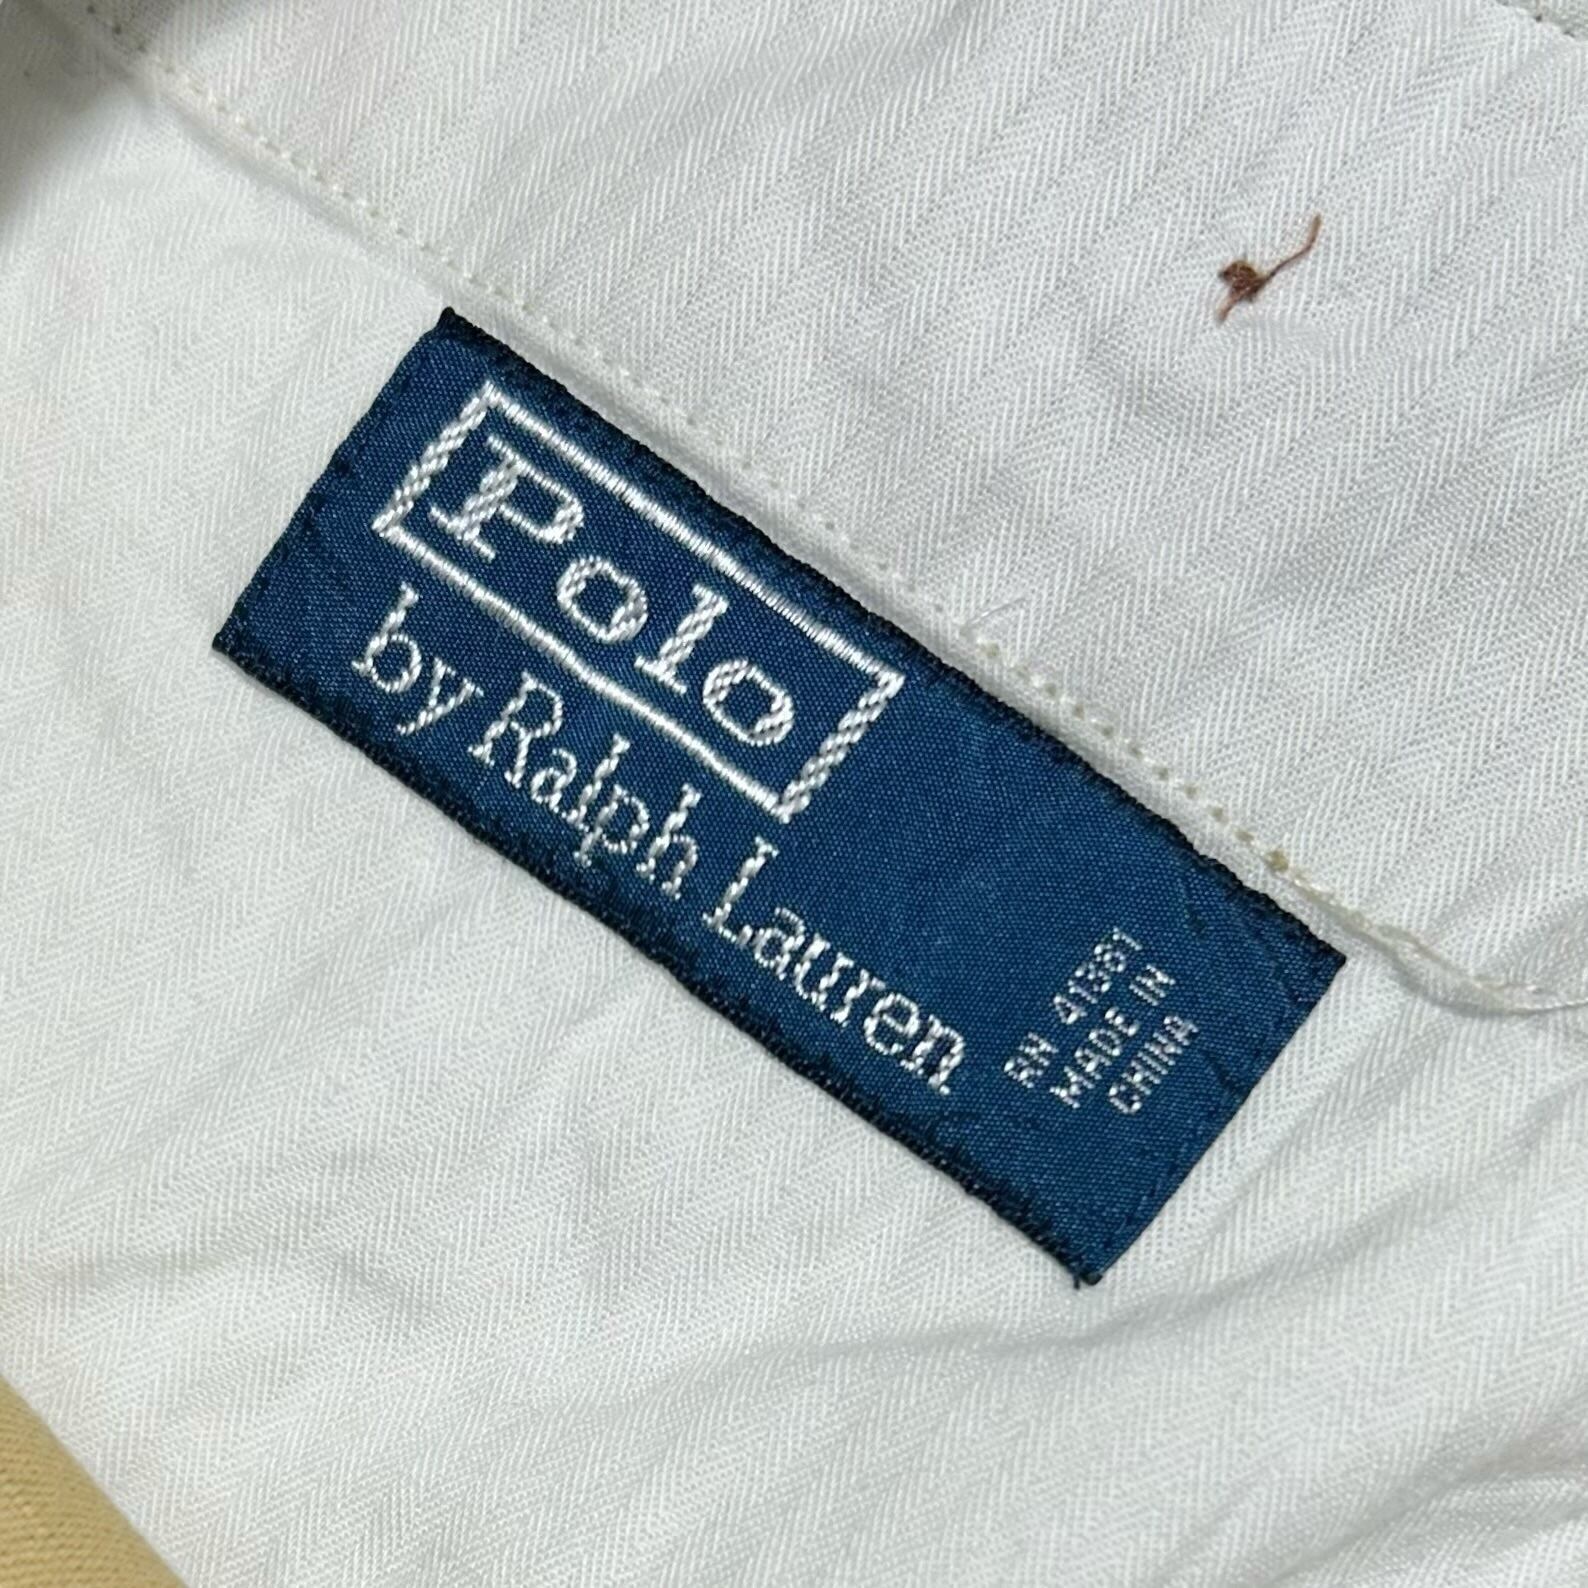 Polo
by Ralph Lauren
RN 41381
MADE IN
CHINA